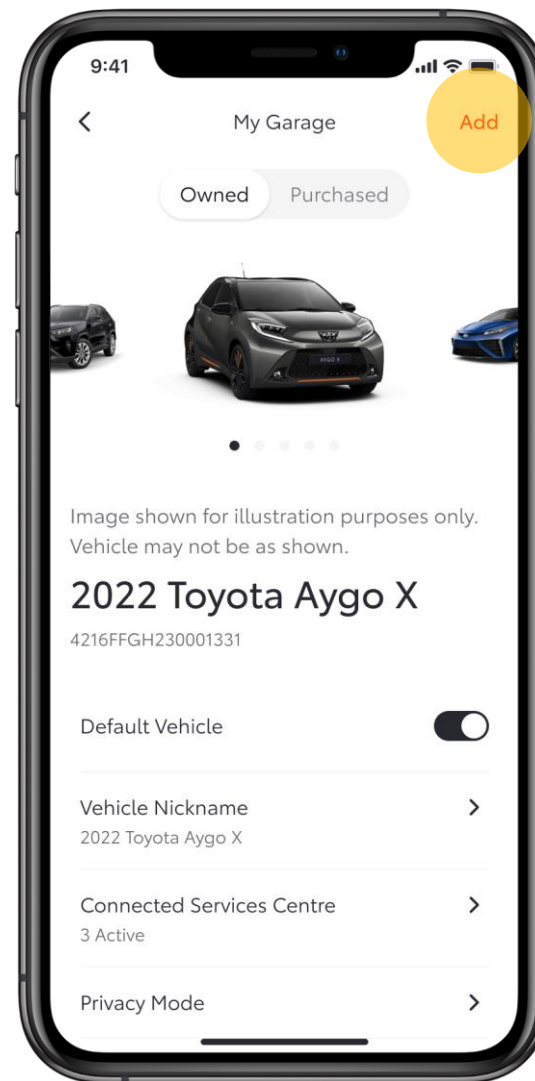 9:41
My Garage
Add
Owned
Purchased
AYGO X
Image shown for illustration purposes only.
Vehicle may not be as shown.
2022 Toyota Aygo X
4216FFGH230001331
Default Vehicle
Vehicle Nickname
2022 Toyota Aygo X
Connected Services Centre
3 Active
Privacy Mode